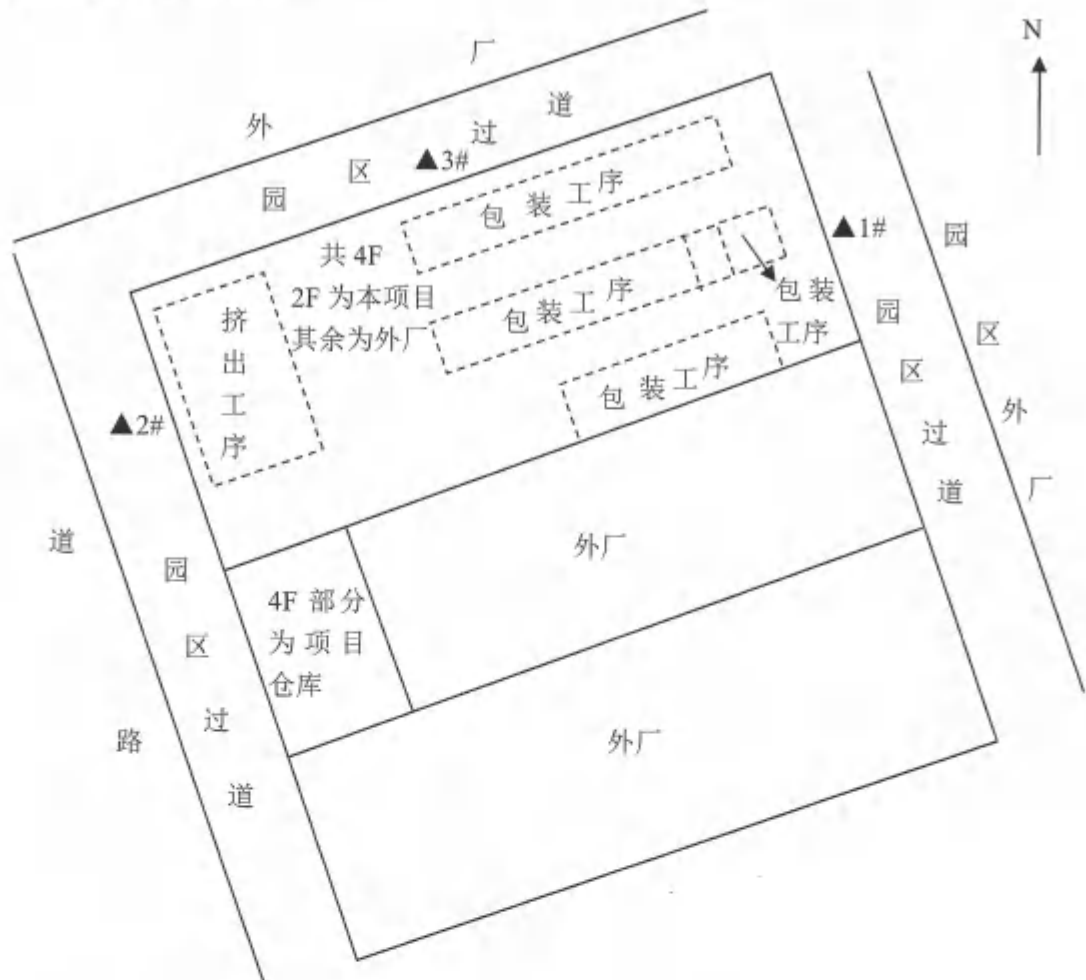 外厂
N
园区过道
▲3#
▲1#
包装工序
共 4F
2F 为本项目
其余为外厂
包装工序
包装
工序
包装工序
挤出工序
▲2#
园区过道
园区外厂
道路
园区过道
4F 部分
为项目
仓库
外厂
外厂